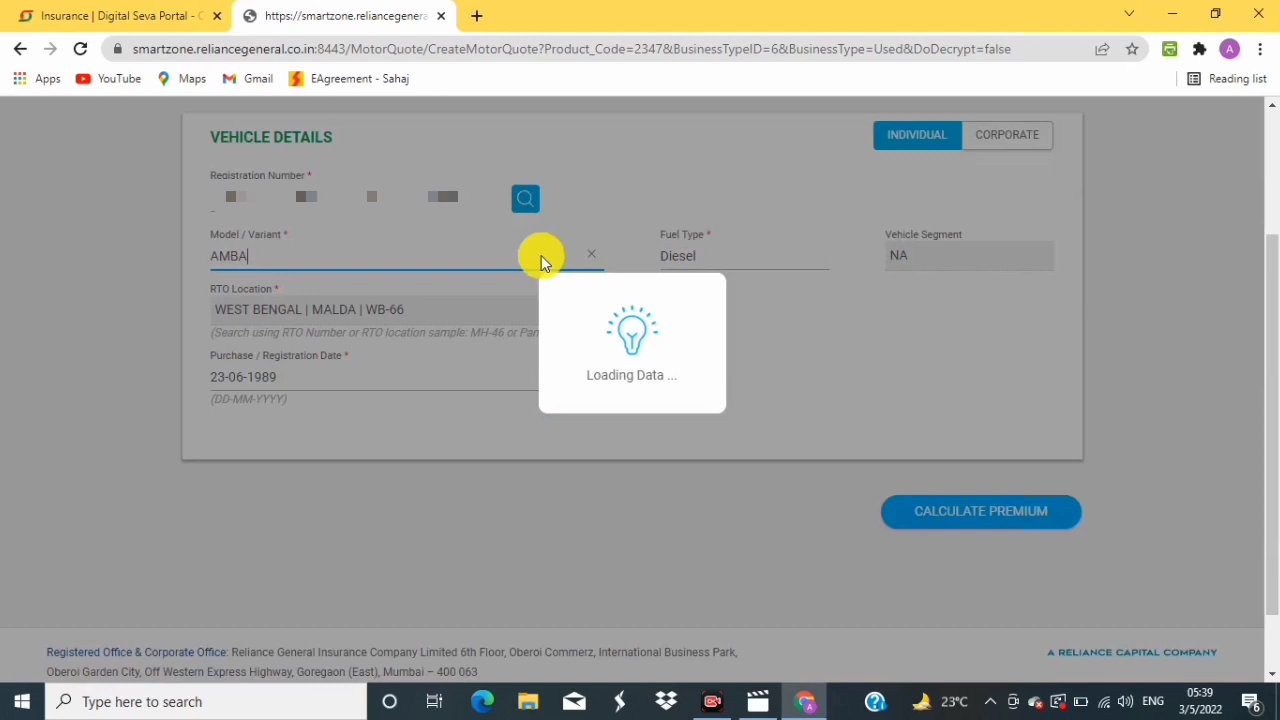 Insurance | Digital Seva Portal - C
https://smartzone.reliancegenera
smartzone.reliancegeneral.co.in:8443/MotorQuote/CreateMotorQuote?Product_Code=2347&BusinessTypeID=6&BusinessType=Used&DoDecrypt=false
A
Apps YouTube Maps Gmail EAgreement - Sahaj Reading list
VEHICLE DETAILS
INDIVIDUAL CORPORATE
Registration Number *
Model / Variant * Fuel Type * Vehicle Segment
AMBA Diesel NA
RTO Location *
WEST BENGAL | MALDA | WB-66
(Search using RTO Number or RTO location sample: MH-46 or Pan
Purchase / Registration Date *
23-06-1989
(DD-MM-YYYY)
Loading Data ...
CALCULATE PREMIUM
Registered Office & Corporate Office: Reliance General Insurance Company Limited 6th Floor, Oberoi Commerz, International Business Park,
Oberoi Garden City, Off Western Express Highway, Goregaon (East), Mumbai – 400 063
A RELIANCE CAPITAL COMPANY
Type here to search
23°C
ENG
05:39
3/5/2022
6